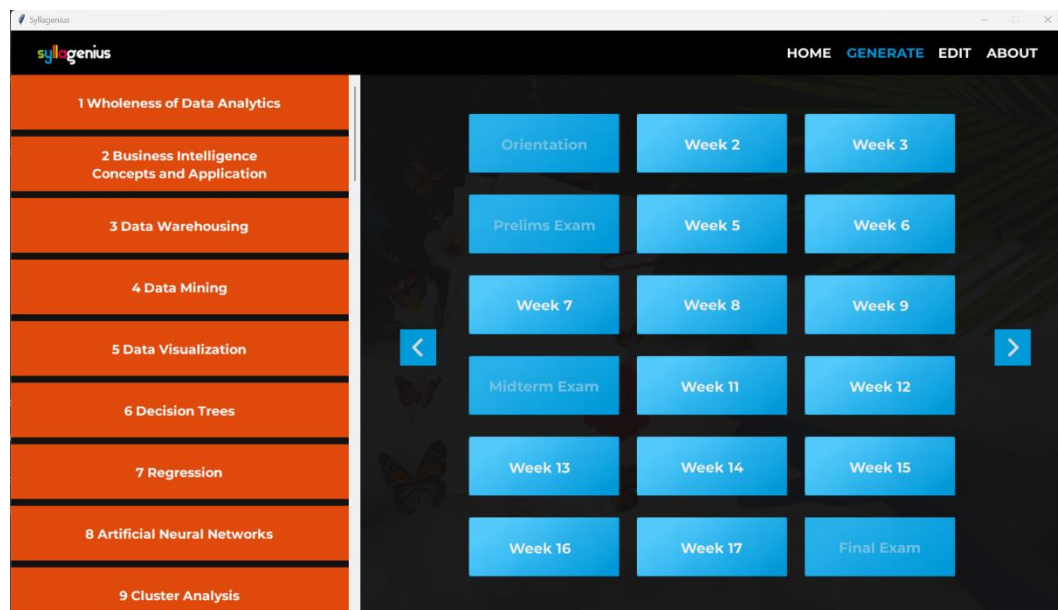 Syllagenius
syllagenius
HOME GENERATE EDIT ABOUT
1 Wholeness of Data Analytics
2 Business Intelligence
Concepts and Application
3 Data Warehousing
4 Data Mining
5 Data Visualization
6 Decision Trees
7 Regression
8 Artificial Neural Networks
9 Cluster Analysis
Orientation
Week 2
Week 3
Prelims Exam
Week 5
Week 6
Week 7
Week 8
Week 9
Midterm Exam
Week 11
Week 12
Week 13
Week 14
Week 15
Week 16
Week 17
Final Exam